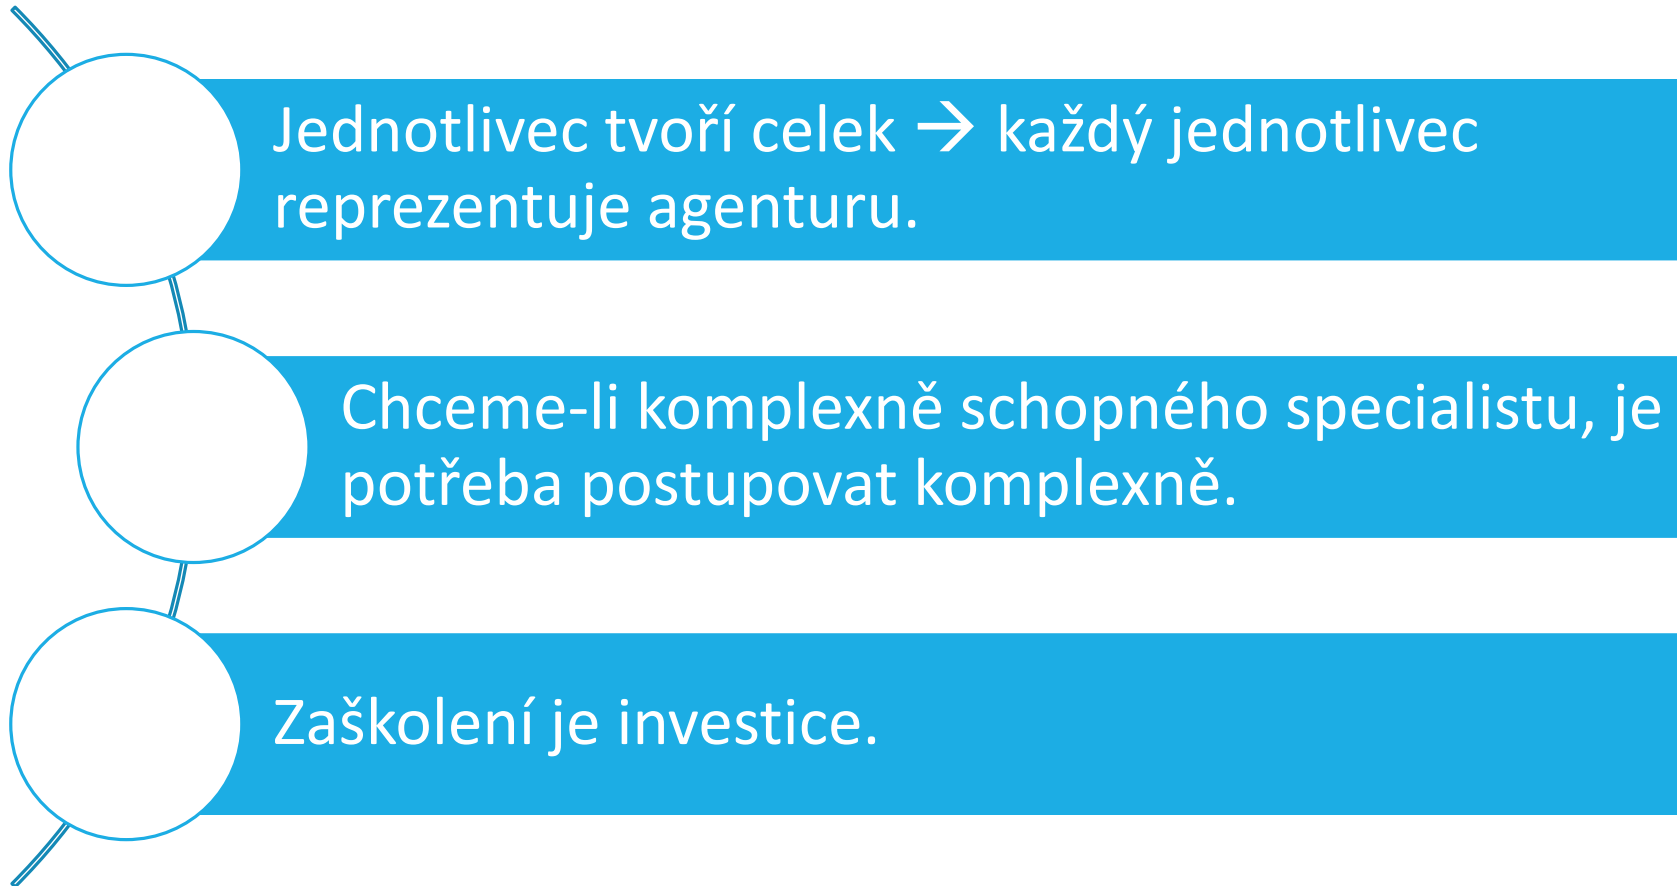 Jednotlivec tvoří celek → každý jednotlivec
reprezentuje agenturu.
Chceme-li komplexně schopného specialistu, je
potřeba postupovat komplexně.
Zaškolení je investice.